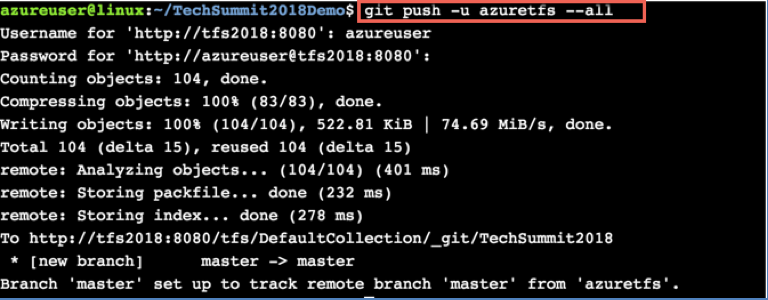 azureuser@linux:~/TechSummit2018Demo$ git push -u azuretfs --all
Username for 'http://tfs2018:8080': azureuser
Password for 'http://azureuser@tfs2018:8080':
Counting objects: 104, done.
Compressing objects: 100% (83/83), done.
Writing objects: 100% (104/104), 522.81 KiB | 74.69 MiB/s, done.
Total 104 (delta 15), reused 104 (delta 15)
remote: Analyzing objects... (104/104) (401 ms)
remote: Storing packfile... done (232 ms)
remote: Storing index... done (278 ms)
To http://tfs2018:8080/tfs/DefaultCollection/_git/TechSummit2018
 * [new branch]      master -> master
Branch 'master' set up to track remote branch 'master' from 'azuretfs'.